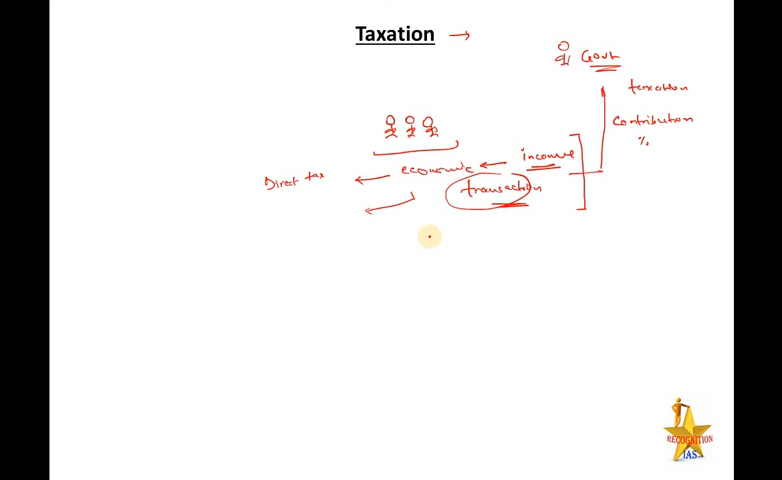 Taxation →
Govt
taxation
contribution
%
income
economic
transaction
Direct tax
RECOGNITION
IAS